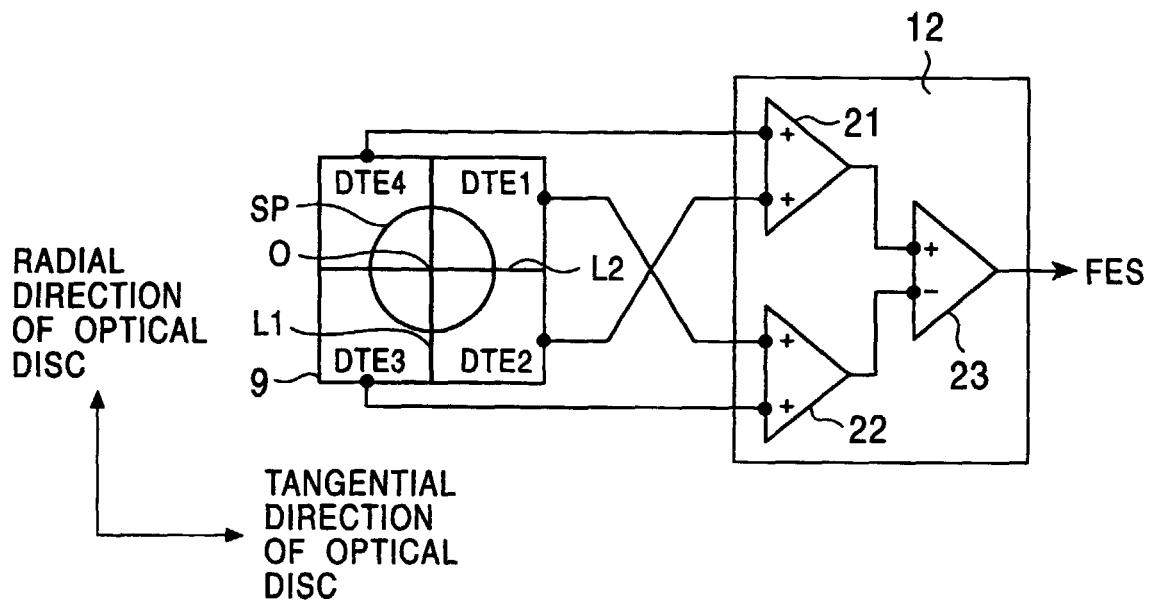 12
21
DTE4
DTE1
SP
O
L2
RADIAL
DIRECTION
OF OPTICAL
DISC
FES
L1
DTE3
DTE2
9
23
22
TANGENTIAL
DIRECTION
OF OPTICAL
DISC
+
+
+
−
+
+